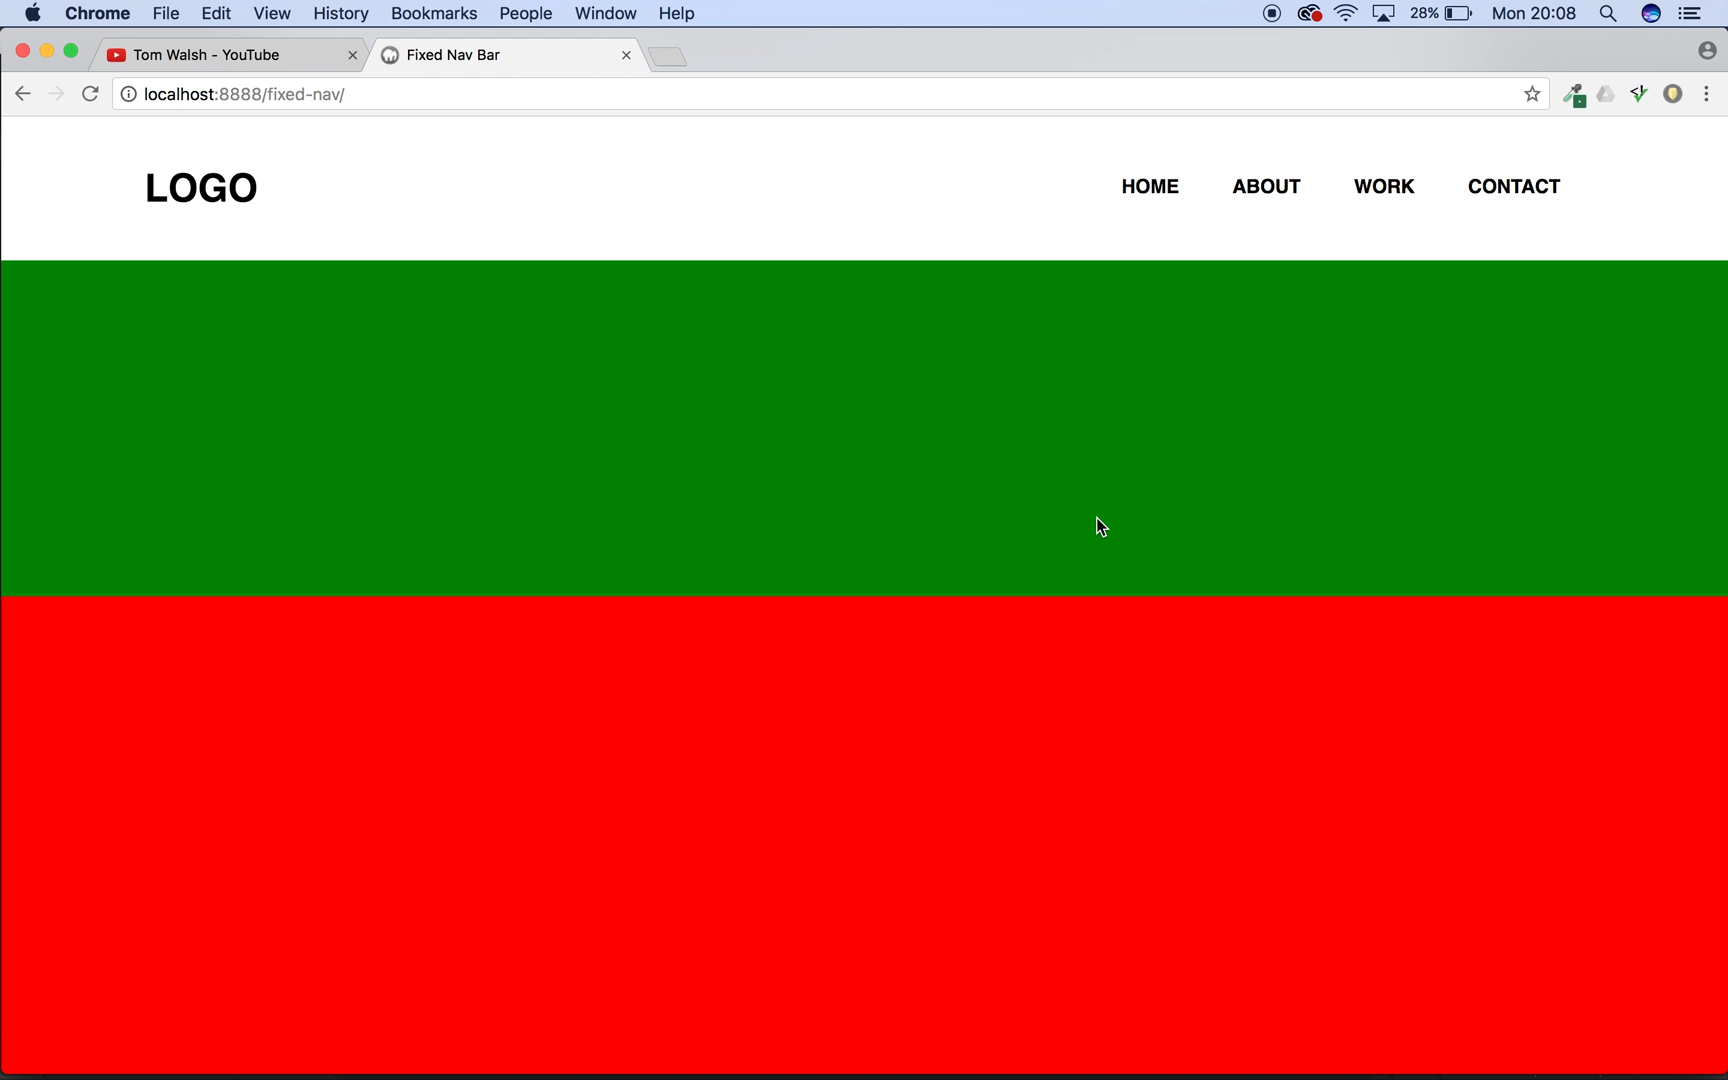 Chrome File Edit View History Bookmarks People Window Help 28% Mon 20:08
Tom Walsh - YouTube Fixed Nav Bar
localhost:8888/fixed-nav/
LOGO HOME ABOUT WORK CONTACT